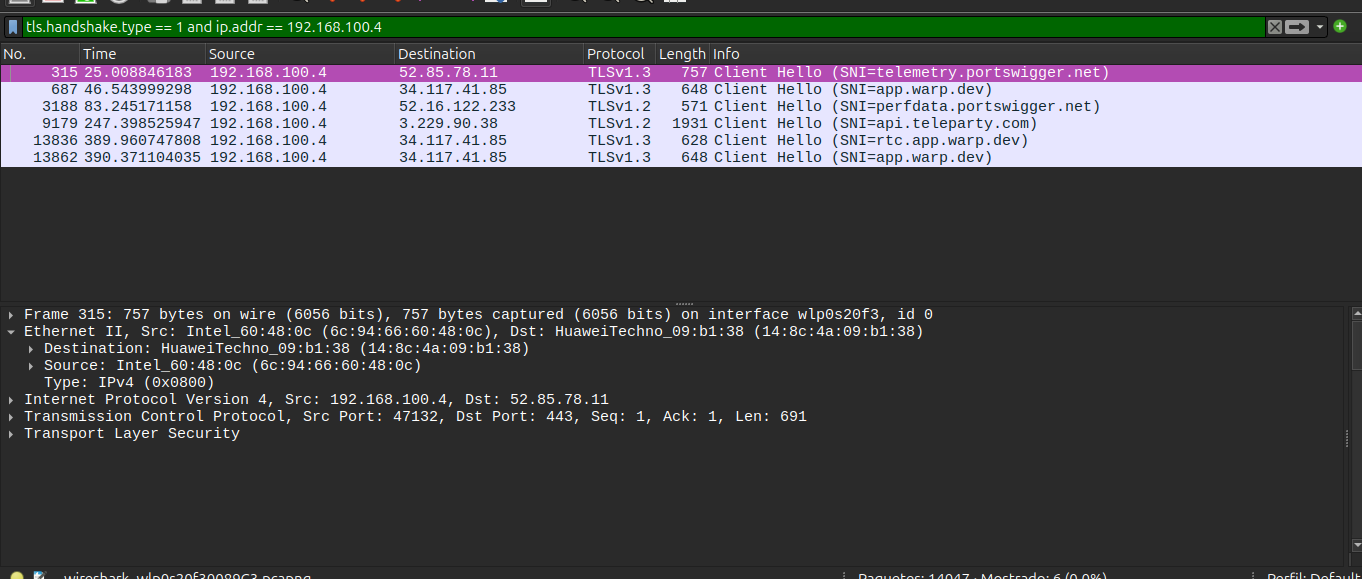 tls.handshake.type == 1 and ip.addr == 192.168.100.4
No. Time Source Destination Protocol Length Info
315 25.008846183 192.168.100.4 52.85.78.11 TLSv1.3 757 Client Hello (SNI=telemetry.portswigger.net)
687 46.543999298 192.168.100.4 34.117.41.85 TLSv1.3 648 Client Hello (SNI=app.warp.dev)
3188 83.245171158 192.168.100.4 52.16.122.233 TLSv1.2 571 Client Hello (SNI=perfdata.portswigger.net)
9179 247.398525947 192.168.100.4 3.229.90.38 TLSv1.2 1931 Client Hello (SNI=api.teleparty.com)
13836 389.960747808 192.168.100.4 34.117.41.85 TLSv1.3 628 Client Hello (SNI=rtc.app.warp.dev)
13862 390.371104035 192.168.100.4 34.117.41.85 TLSv1.3 648 Client Hello (SNI=app.warp.dev)
Frame 315: 757 bytes on wire (6056 bits), 757 bytes captured (6056 bits) on interface wlp0s20f3, id 0
Ethernet II, Src: Intel_60:48:0c (6c:94:66:60:48:0c), Dst: HuaweiTechno_09:b1:38 (14:8c:4a:09:b1:38)
Destination: HuaweiTechno_09:b1:38 (14:8c:4a:09:b1:38)
Source: Intel_60:48:0c (6c:94:66:60:48:0c)
Type: IPv4 (0x0800)
Internet Protocol Version 4, Src: 192.168.100.4, Dst: 52.85.78.11
Transmission Control Protocol, Src Port: 47132, Dst Port: 443, Seq: 1, Ack: 1, Len: 691
Transport Layer Security
Paquetes: 14047 · Mostrado: 6 (0.0%) Perfil: Default